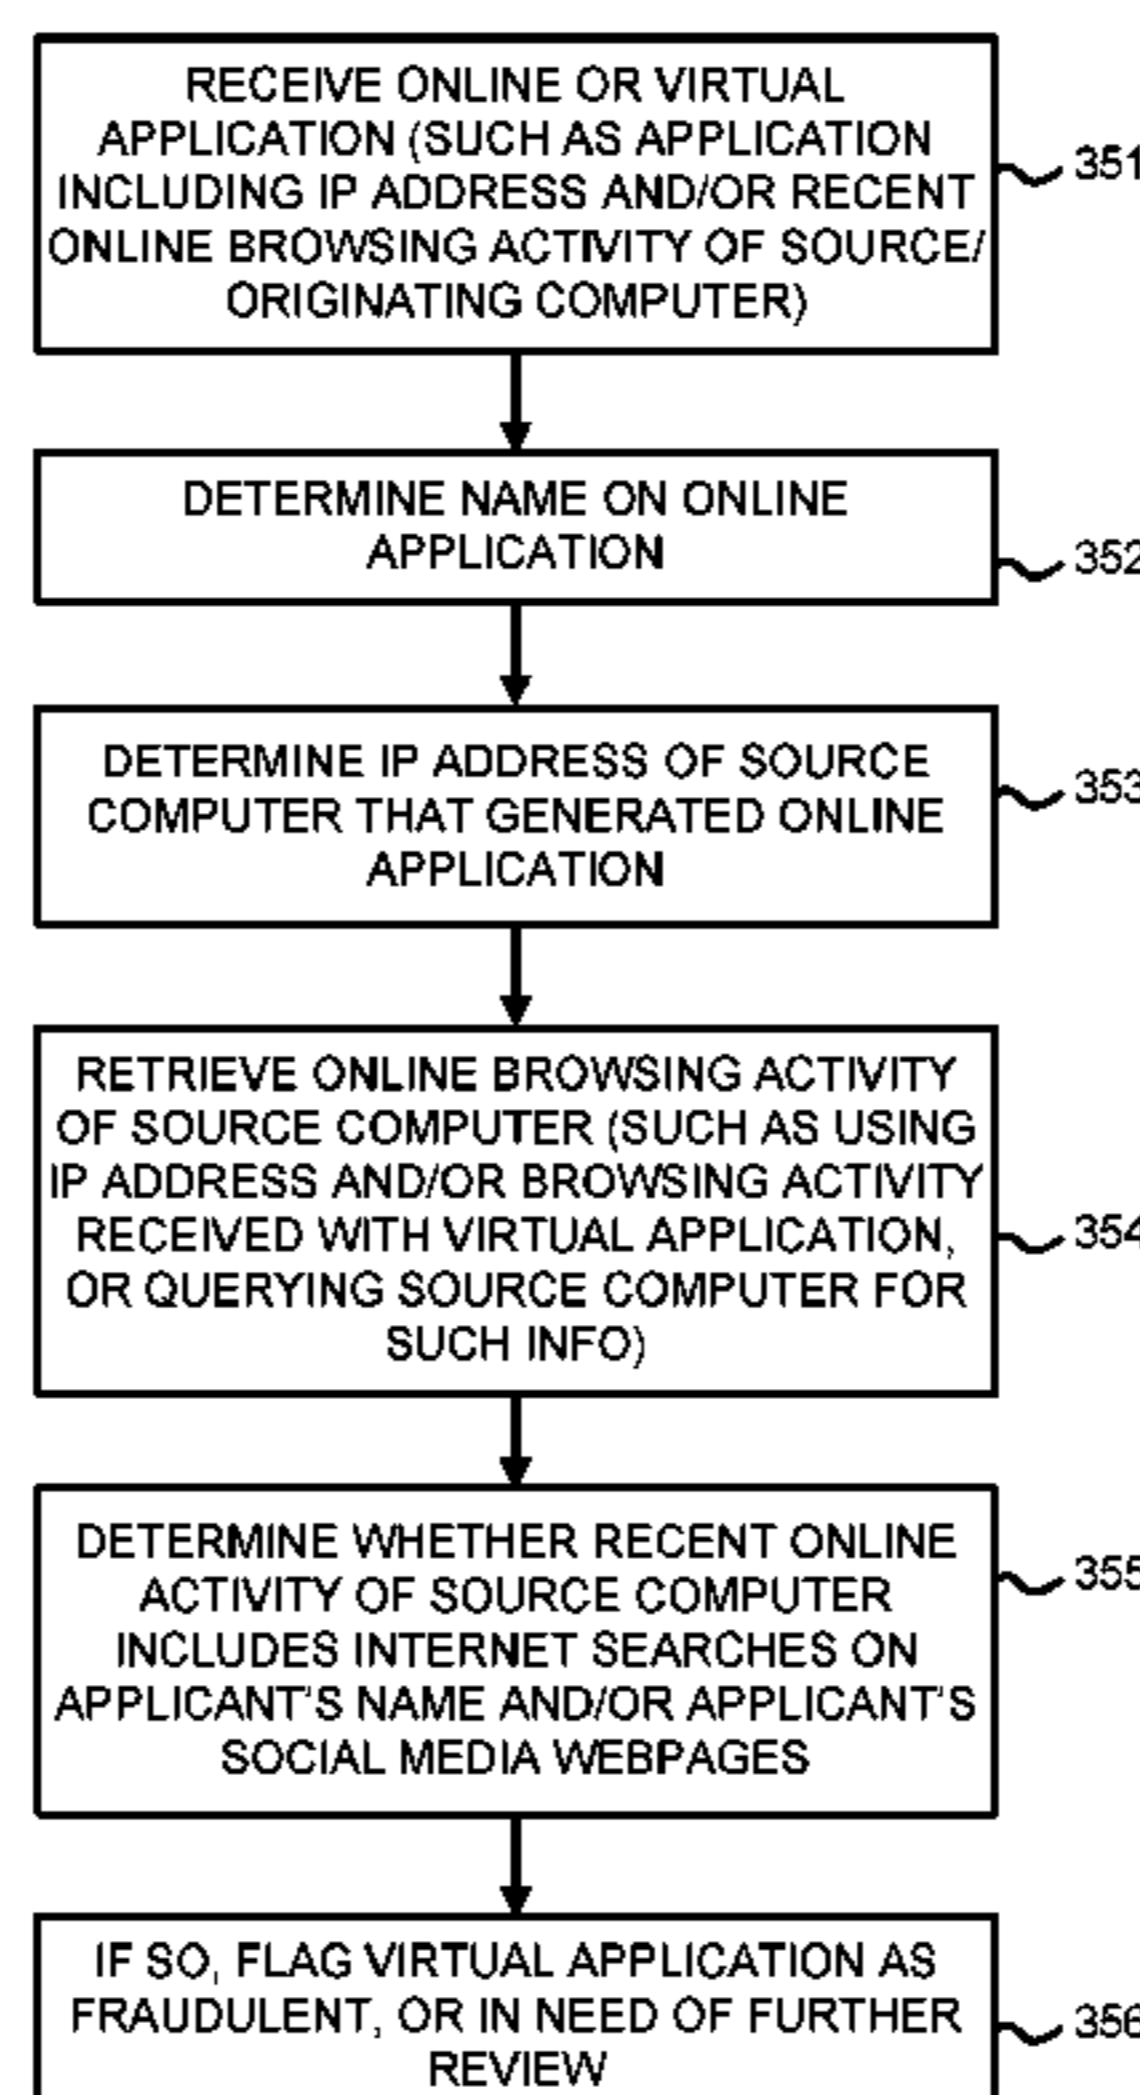 RECEIVE ONLINE OR VIRTUAL
APPLICATION (SUCH AS APPLICATION
INCLUDING IP ADDRESS AND/OR RECENT
ONLINE BROWSING ACTIVITY OF SOURCE/
ORIGINATING COMPUTER)
351
DETERMINE NAME ON ONLINE
APPLICATION
352
DETERMINE IP ADDRESS OF SOURCE
COMPUTER THAT GENERATED ONLINE
APPLICATION
353
RETRIEVE ONLINE BROWSING ACTIVITY
OF SOURCE COMPUTER (SUCH AS USING
IP ADDRESS AND/OR BROWSING ACTIVITY
RECEIVED WITH VIRTUAL APPLICATION,
OR QUERYING SOURCE COMPUTER FOR
SUCH INFO)
354
DETERMINE WHETHER RECENT ONLINE
ACTIVITY OF SOURCE COMPUTER
INCLUDES INTERNET SEARCHES ON
APPLICANT'S NAME AND/OR APPLICANT'S
SOCIAL MEDIA WEBPAGES
355
IF SO, FLAG VIRTUAL APPLICATION AS
FRAUDULENT, OR IN NEED OF FURTHER
REVIEW
356